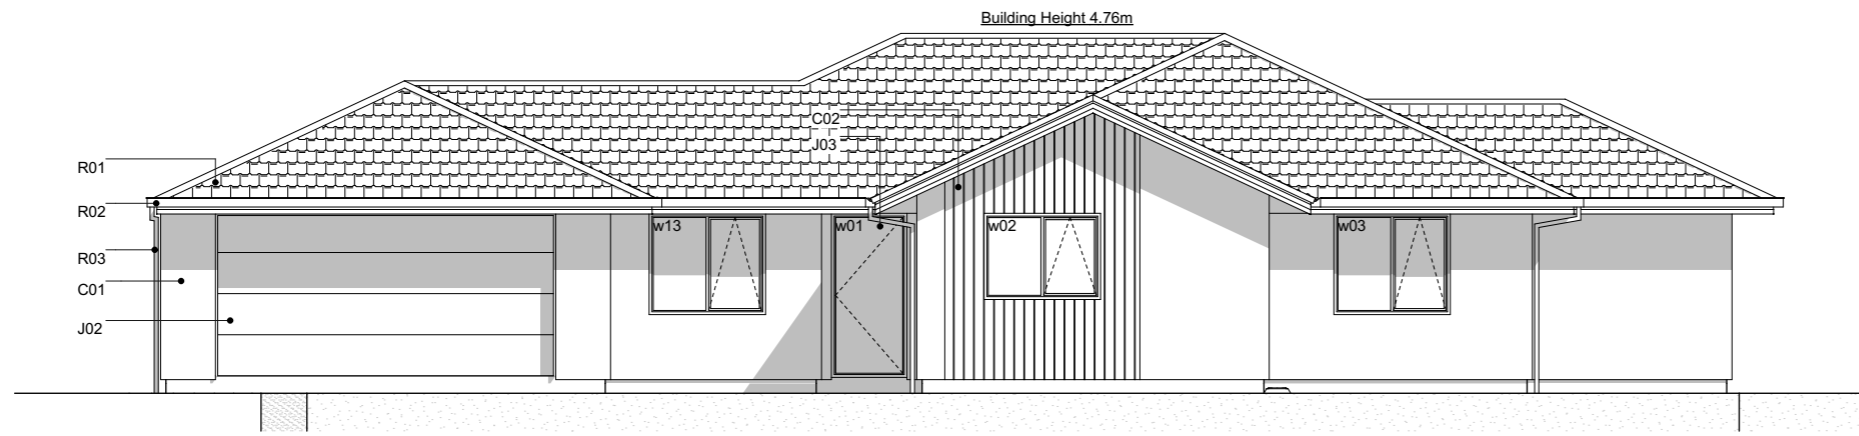 Building Height 4.76m
C02
J03
R01
R02
R03
C01
J02
w13
w01
w02
w03